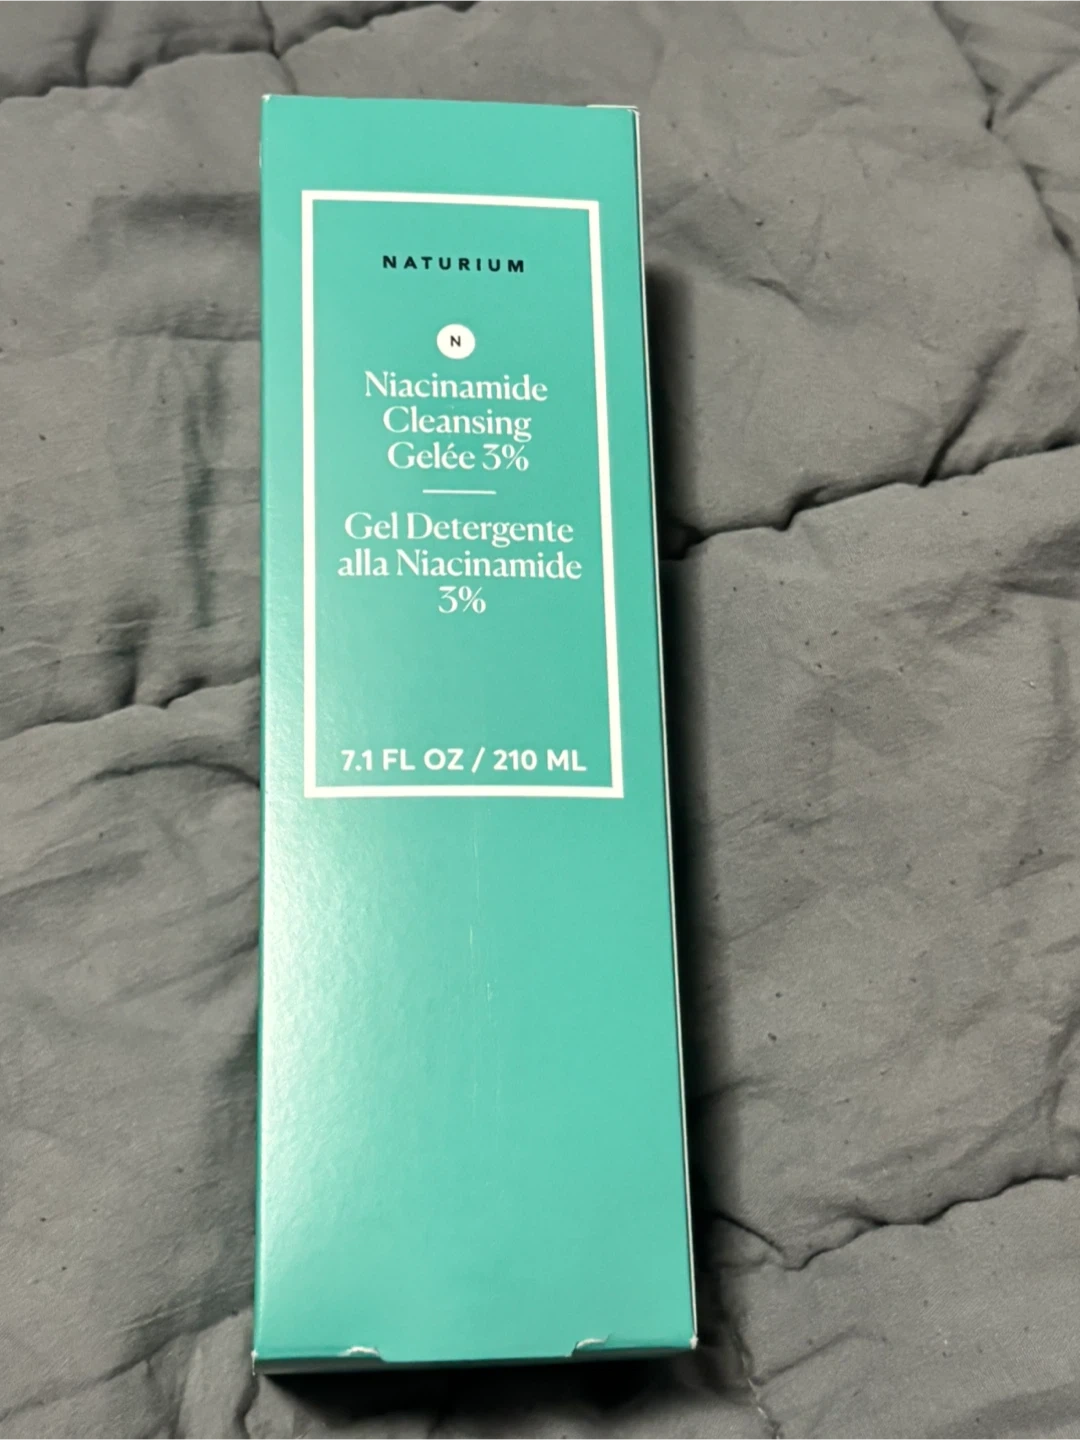 NATURIUM
N
Niacinamide
Cleansing
Gelée 3%
Gel Detergente
alla Niacinamide
3%
7.1 FL OZ / 210 ML